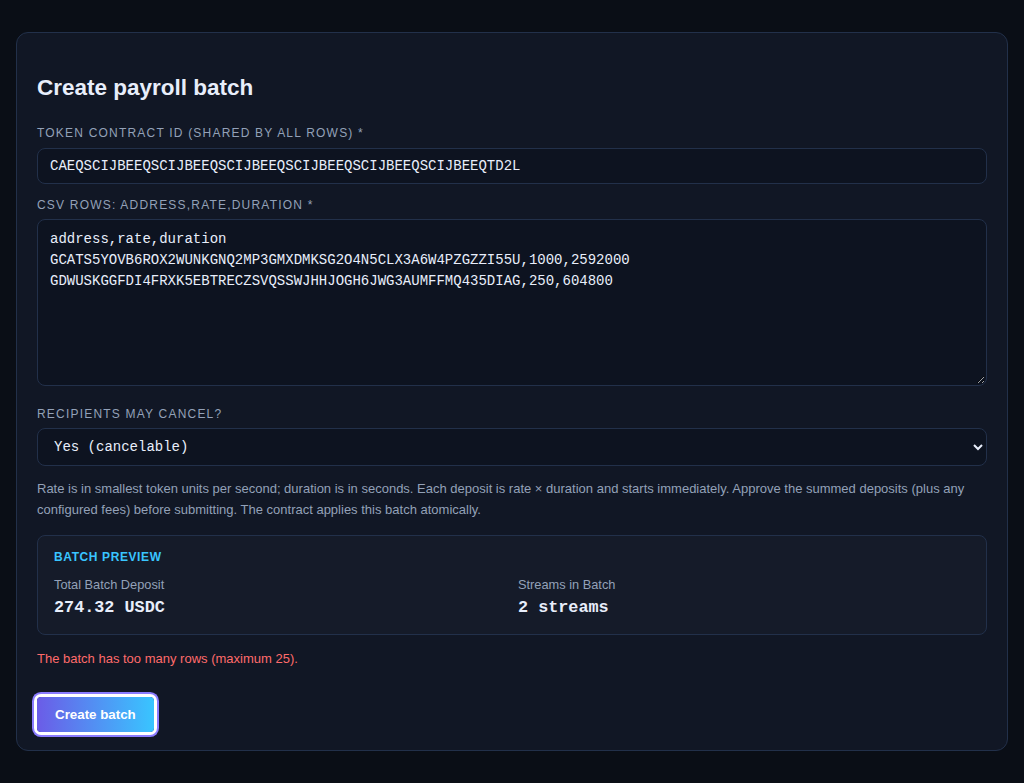 Create payroll batch
TOKEN CONTRACT ID (SHARED BY ALL ROWS) *
CAEQSCIJBEEQSCIJBEEQSCIJBEEQSCIJBEEQSCIJBEEQSCIJBEEQTD2L
CSV ROWS: ADDRESS,RATE,DURATION *
address,rate,duration
GCATS5YOVB6ROX2WUNKGNQ2MP3GMXDMKSG2O4N5CLX3A6W4PZGZZI55U,1000,2592000
GDWUSKGGFDI4FRXK5EBTRECZSVQSSWJHHJOGH6JWG3AUMFFMQ435DIAG,250,604800
RECIPIENTS MAY CANCEL?
Yes (cancelable)
Rate is in smallest token units per second; duration is in seconds. Each deposit is rate × duration and starts immediately. Approve the summed deposits (plus any
configured fees) before submitting. The contract applies this batch atomically.
BATCH PREVIEW
Total Batch Deposit
Streams in Batch
274.32 USDC
2 streams
The batch has too many rows (maximum 25).
Create batch